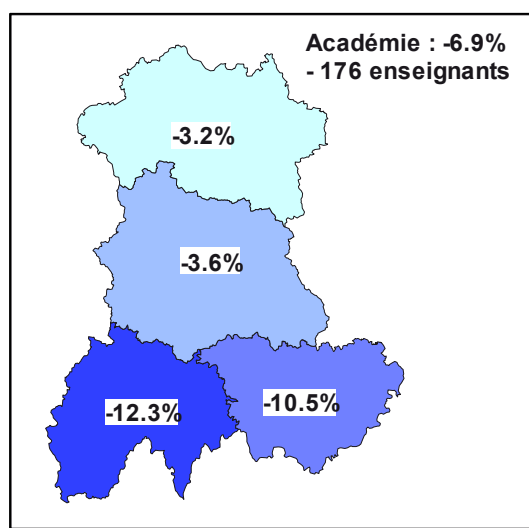 Académie : -6.9%
- 176 enseignants
-3.2%
-3.6%
-12.3%
-10.5%